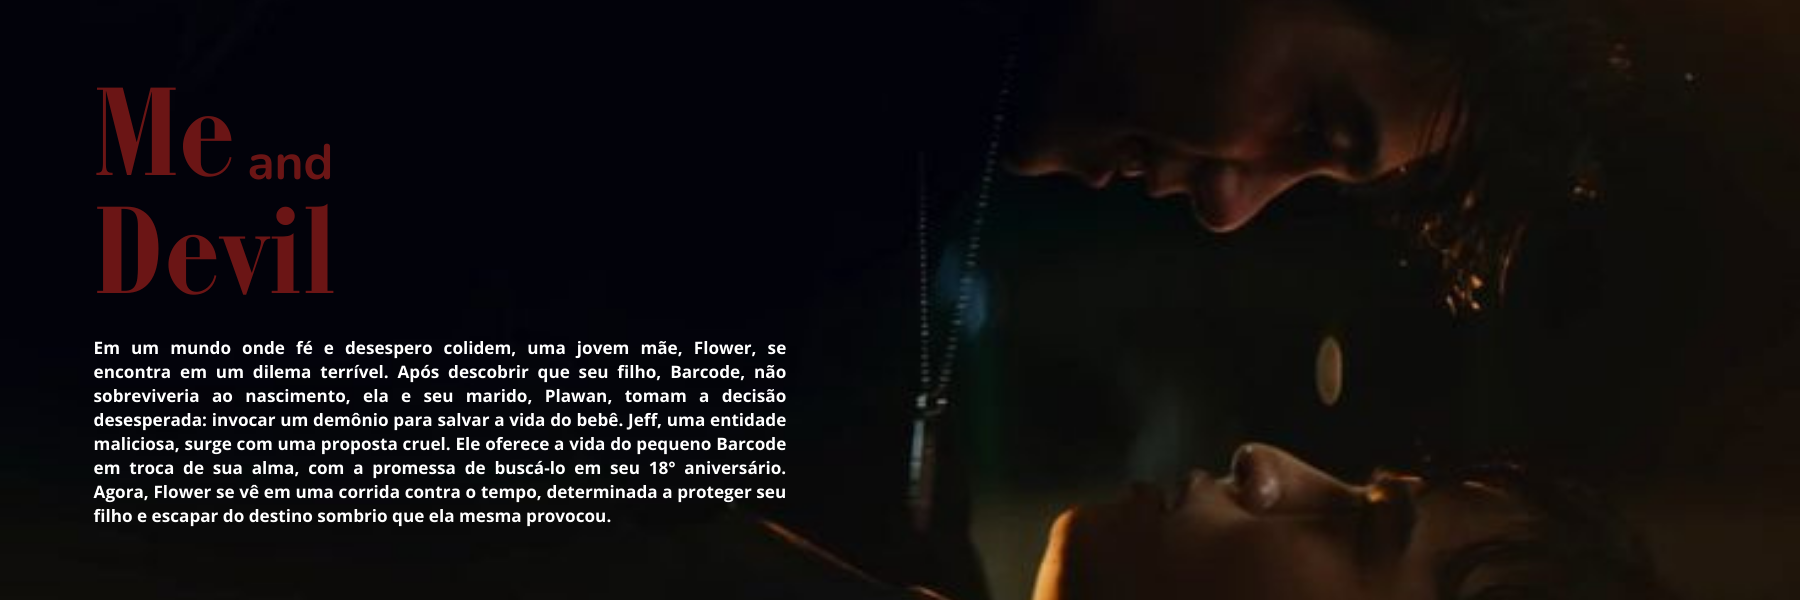 Me and
Devil
Em um mundo onde fé e desespero colidem, uma jovem mãe, Flower, se
encontra em um dilema terrível. Após descobrir que seu filho, Barcode, não
sobreviveria ao nascimento, ela e seu marido, Plawan, tomam a decisão
desesperada: invocar um demônio para salvar a vida do bebê. Jeff, uma entidade
maliciosa, surge com uma proposta cruel. Ele oferece a vida do pequeno Barcode
em troca de sua alma, com a promessa de buscá-lo em seu 18° aniversário.
Agora, Flower se vê em uma corrida contra o tempo, determinada a proteger seu
filho e escapar do destino sombrio que ela mesma provocou.